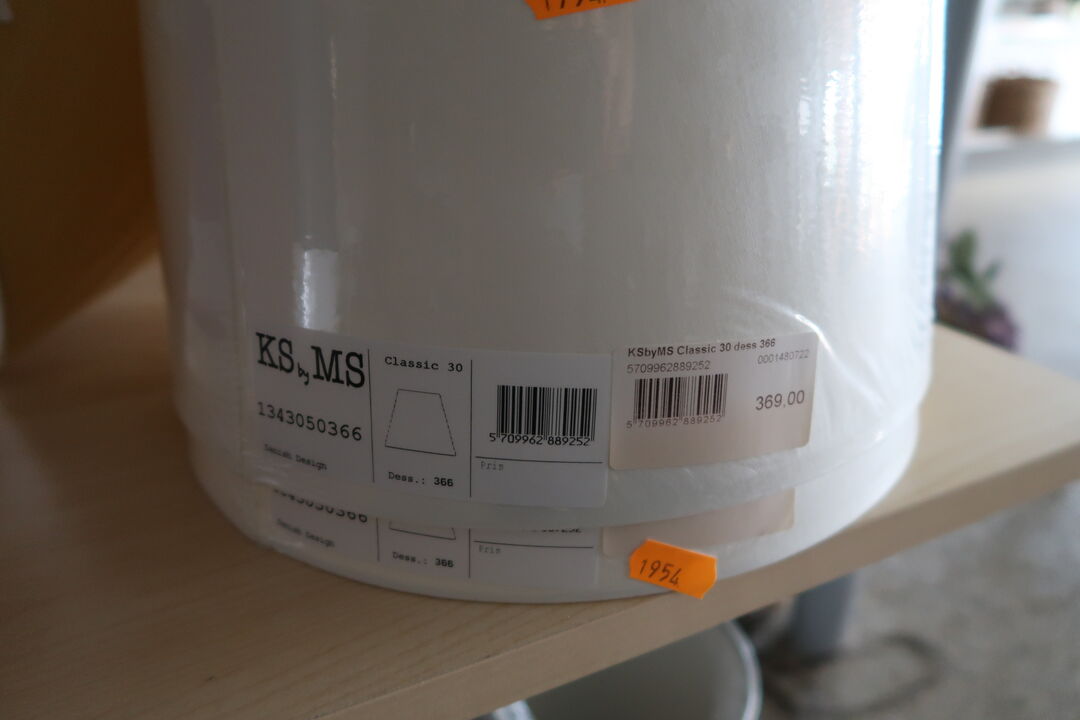 KS by MS
1343050366
Danish Design
Classic 30
Dess.: 366
5 709962 889252
Pris
KSbyMS Classic 30 dess 366
5709962889252
0001480722
5 709962 889252
369,00
1343050366
Danish Design
Dess.: 366
Pris
1954